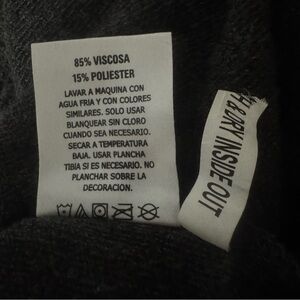 85% VISCOSA
15% POLIESTER
LAVAR A MAQUINA CON
AGUA FRIA Y CON COLORES
SIMILARES. SOLO USAR
BLANQUEAR SIN CLORO
CUANDO SEA NECESARIO.
SECAR A TEMPERATURA
BAJA. USAR PLANCHA
TIBIA SI ES NECESARIO. NO
PLANCHAR SOBRE LA
DECORACION.
& DRY INSIDE OUT